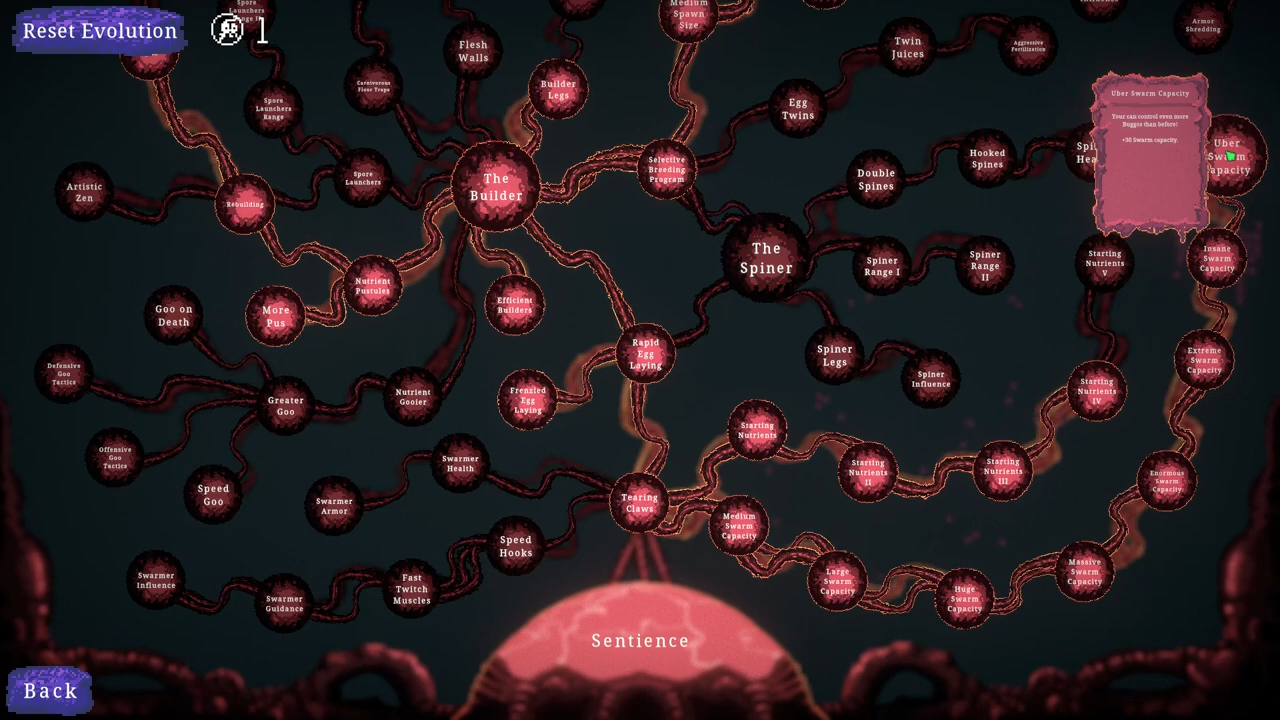 Reset Evolution
1
Spore
Launchers
Range II
Medium
Spawn
Size
Armor
Shredding
Flesh
Walls
Twin
Juices
Aggressive
Fertilization
Carnivorous
Flour Traps
Builder
Legs
Spore
Launchers
Range
Egg
Twins
Uber Swarm Capacity
Your can control even more
Buggos than before!
+30 Swarm capacity.
Uber
Swarm
Capacity
Hooked
Spines
Selective
Breeding
Program
Double
Spines
Spore
Launchers
The
Builder
Artistic
Zen
Rebuilding
The
Spiner
Spiner
Range I
Spiner
Range
II
Starting
Nutrients
V
Insane
Swarm
Capacity
Nutrient
Pustules
Efficient
Builders
More
Pus
Goo on
Death
Rapid
Egg
Laying
Spiner
Legs
Spiner
Influence
Extreme
Swarm
Capacity
Defensive
Goo
Tactics
Greater
Goo
Nutrient
Gooier
Frenzied
Egg
Laying
Starting
Nutrients
IV
Starting
Nutrients
Offensive
Goo
Tactics
Swarmer
Health
Starting
Nutrients
II
Starting
Nutrients
III
Enormous
Swarm
Capacity
Speed
Goo
Swarmer
Armor
Tearing
Claws
Medium
Swarm
Capacity
Speed
Hooks
Swarmer
Influence
Swarmer
Guidance
Fast
Twitch
Muscles
Large
Swarm
Capacity
Huge
Swarm
Capacity
Massive
Swarm
Capacity
Sentience
Back